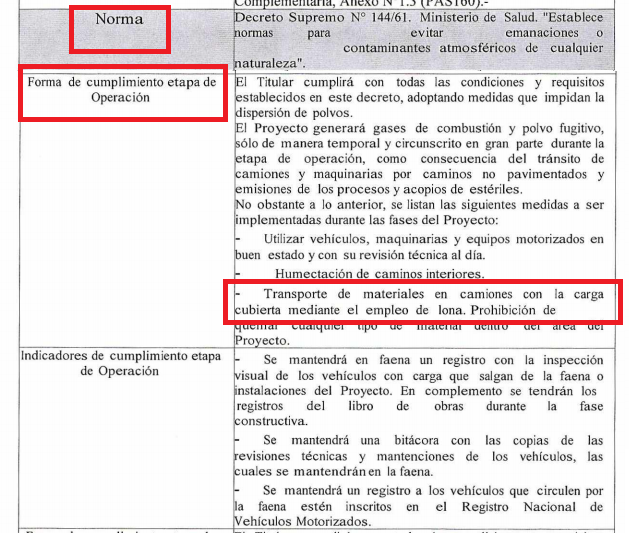 Complementaria, Anexo N°1.3 (PAS160).-
Norma
Decreto Supremo N° 144/61. Ministerio de Salud. "Establece
normas para evitar emanaciones o
contaminantes atmosféricos de cualquier
naturaleza".
Forma de cumplimiento etapa de
Operación
El Titular cumplirá con todas las condiciones y requisitos
establecidos en este decreto, adoptando medidas que impidan la
dispersión de polvos.
El Proyecto generará gases de combustión y polvo fugitivo,
sólo de manera temporal y circunscrito en gran parte durante la
etapa de operación, como consecuencia del tránsito de
camiones y maquinarias por caminos no pavimentados y
emisiones de los procesos y acopios de estériles.
No obstante a lo anterior, se listan las siguientes medidas a ser
implementadas durante las fases del Proyecto:
- Utilizar vehículos, maquinarias y equipos motorizados en
buen estado y con su revisión técnica al día.
- Humectación de caminos interiores.
- Transporte de materiales en camiones con la carga
cubierta mediante el empleo de lona. Prohibición de
quemar cualquier tipo de material dentro del área del
Proyecto.
Indicadores de cumplimiento etapa
de Operación
- Se mantendrá en faena un registro con la inspección
visual de los vehículos con carga que salgan de la faena o
instalaciones del Proyecto. En complemento se tendrán los
registros del libro de obras durante la fase
constructiva.
- Se mantendrá una bitácora con las copias de las
revisiones técnicas y mantenciones de los vehículos, las
cuales se mantendrán en la faena.
- Se mantendrá un registro a los vehículos que circulen por
la faena estén inscritos en el Registro Nacional de
Vehículos Motorizados.